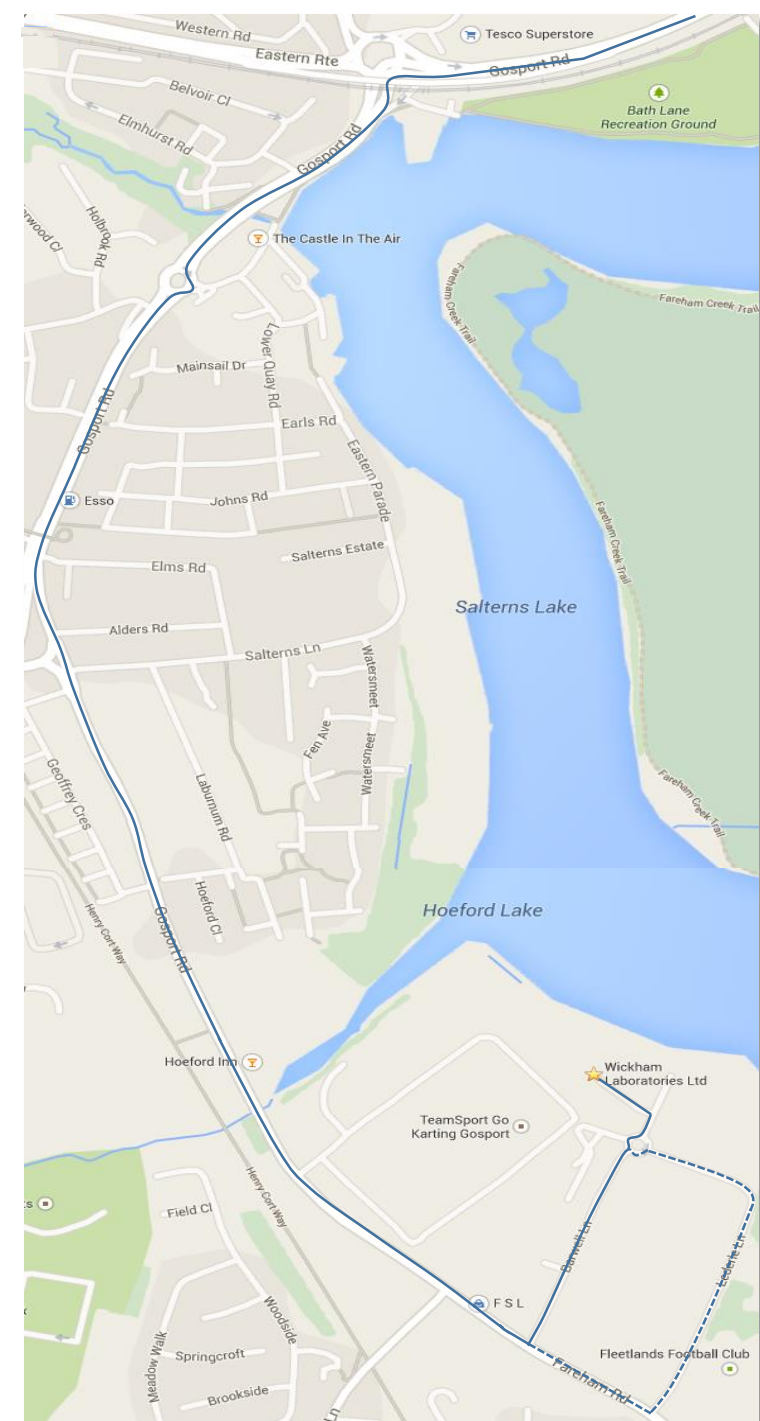 Western Rd
Tesco Superstore
Eastern Rte
Gosport Rd
Belvoir Cl
Bath Lane
Recreation Ground
Elmhurst Rd
Gosport Rd
Holbrook Rd
The Castle In The Air
Fareham
Creek Trail
Fareham Creek Trail
Lower Quay Rd
Mainsail Dr
Gosport Rd
Earls Rd
Eastern Parade
Esso
Johns Rd
Fareham Creek Trail
Salterns Estate
Elms Rd
Salterns Lake
Alders Rd
Salterns Ln
Watersmeet
Fen Ave
Watersmeet
Geoffrey Cres
Laburnum Rd
Fareham Creek Trail
Hoeford Cl
Hoeford Lake
Henry Cort Way
Gosport Rd
Hoeford Inn
Wickham
Laboratories Ltd
TeamSport Go
Karting Gosport
Henry Cort Way
Field Cl
Barwell Ln
Lederle Ln
F S L
Woodside
Meadow Walk
Springcroft
Fleetlands Football Club
Fareham Rd
Brookside
Ln